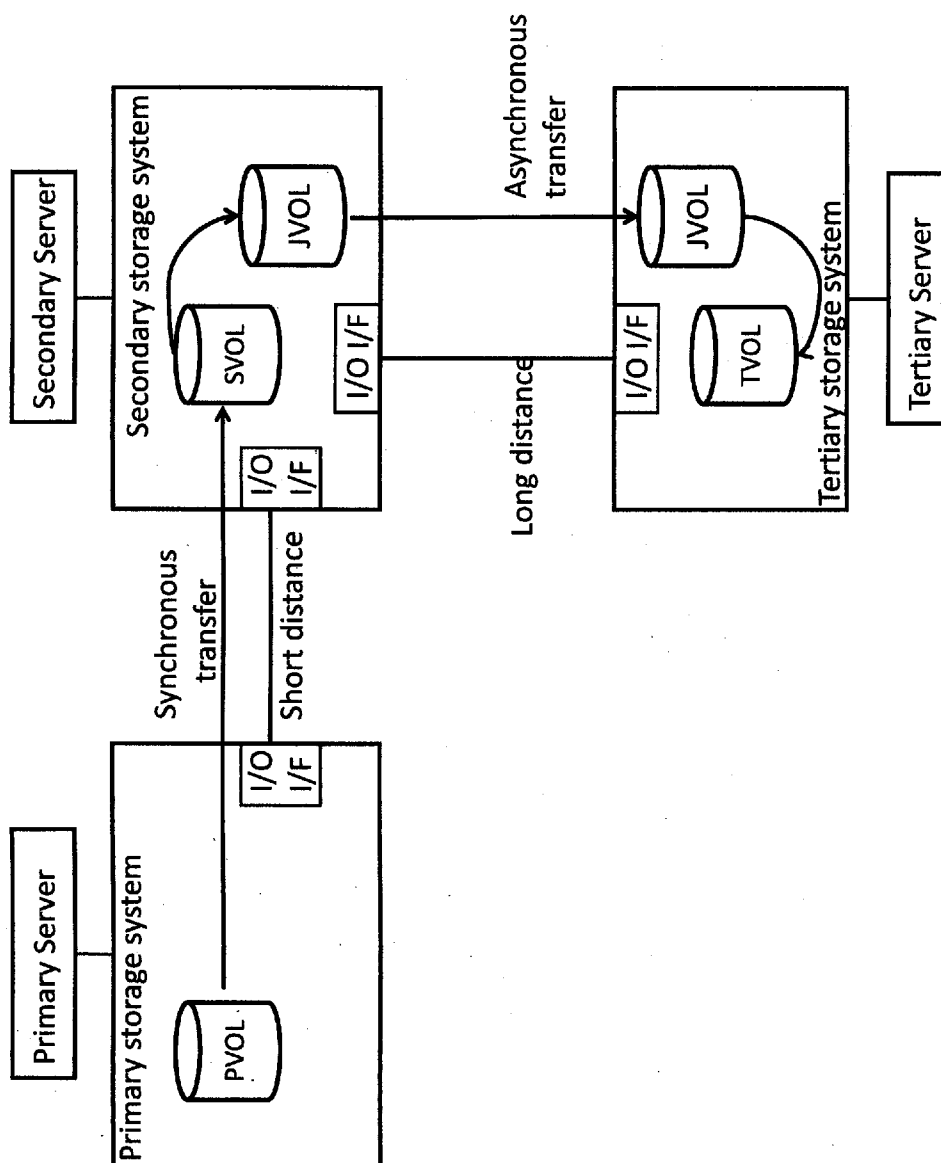 Primary Server
Primary storage system
PVOL
I/O
I/F
Synchronous
transfer
Short distance
Secondary Server
Secondary storage system
SVOL
JVOL
I/O
I/F
I/O I/F
Long distance
Asynchronous
transfer
I/O I/F
JVOL
TVOL
Tertiary storage system
Tertiary Server